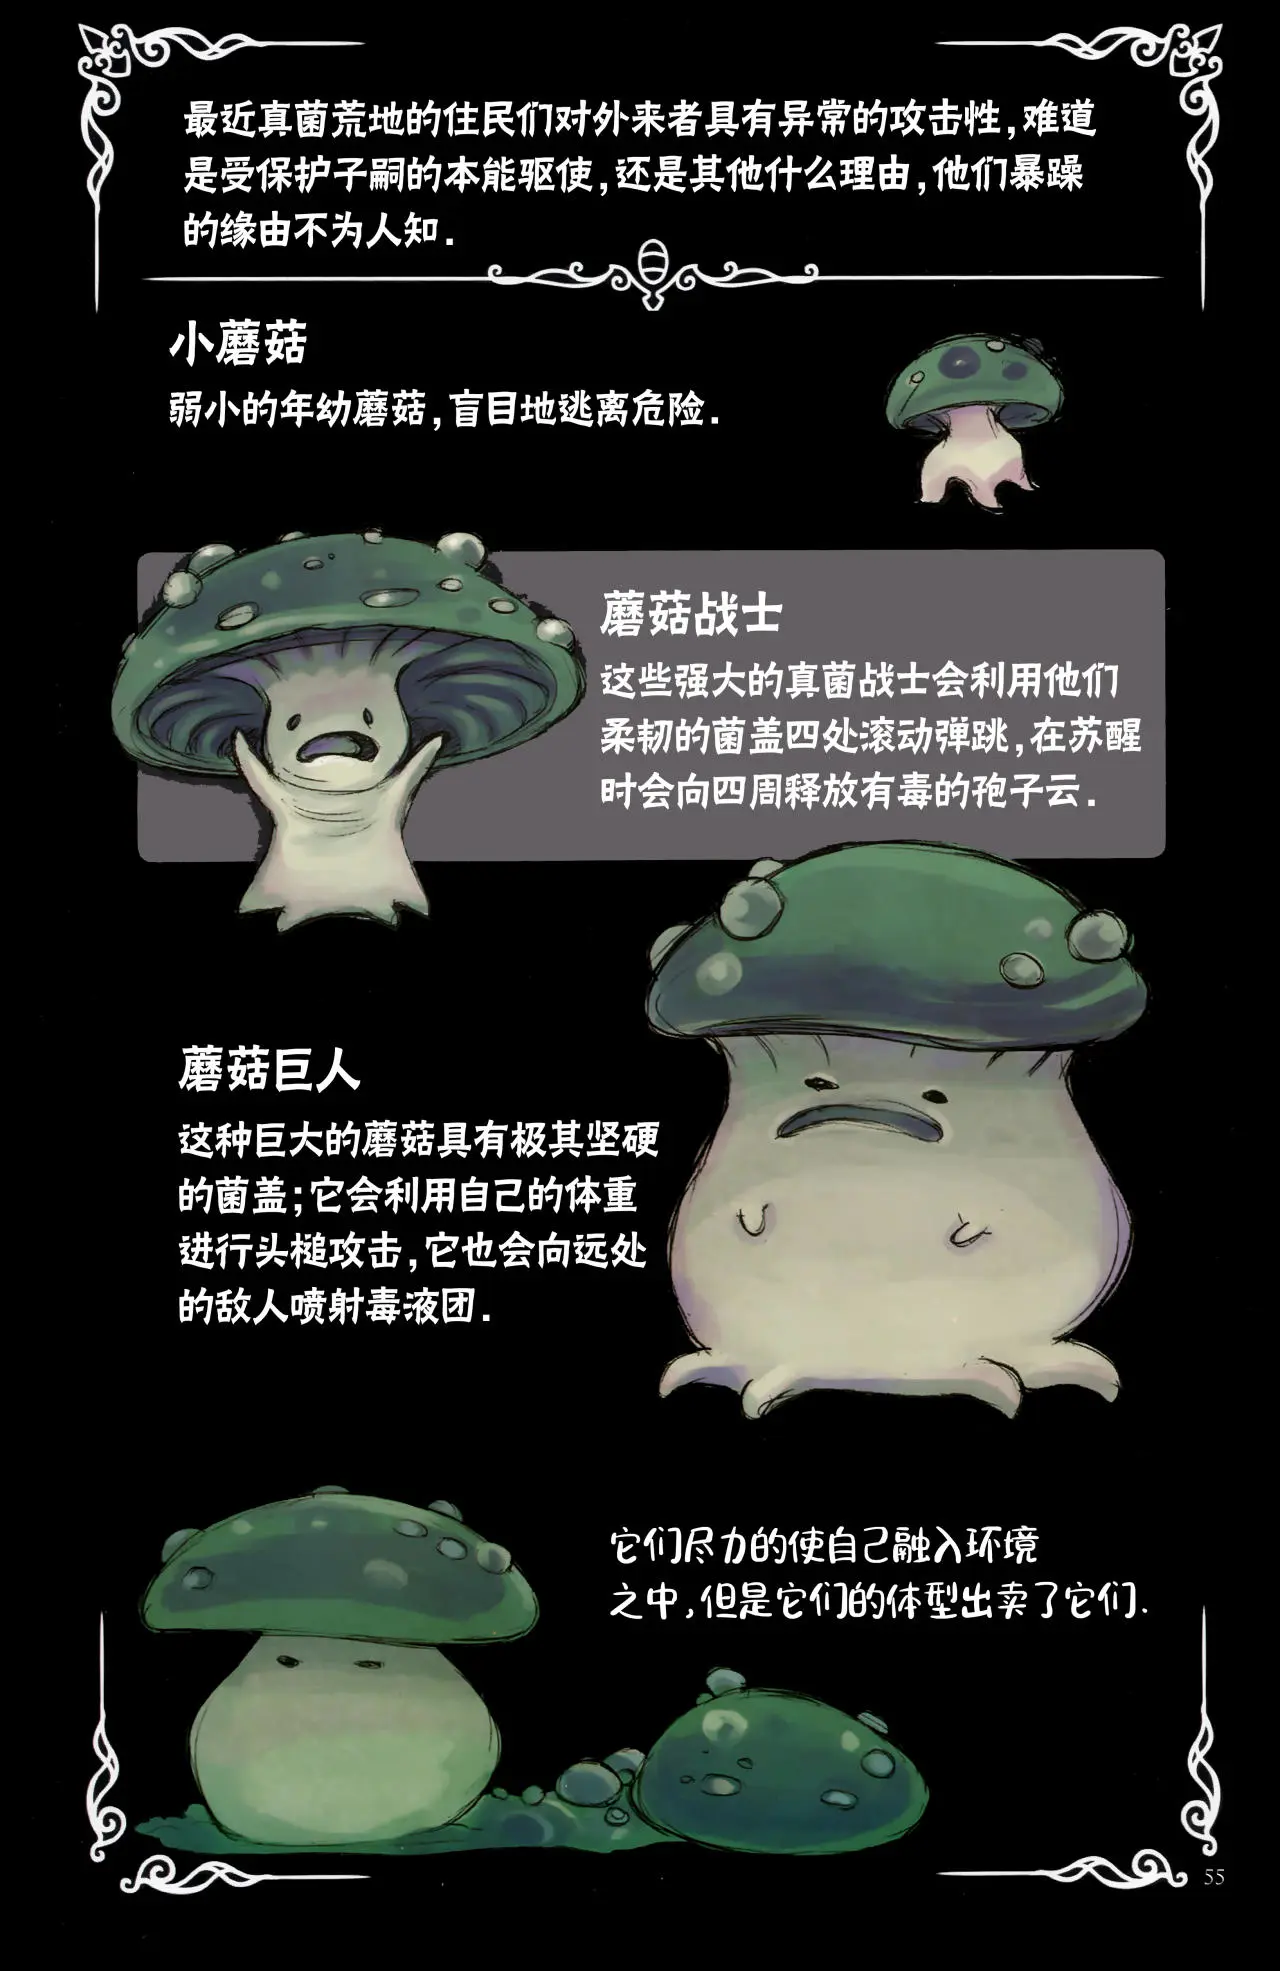 最近真菌荒地的住民们对外来者具有异常的攻击性,难道
是受保护子嗣的本能驱使,还是其他什么理由,他们暴躁
的缘由不为人知.
小蘑菇
弱小的年幼蘑菇,盲目地逃离危险.
蘑菇战士
这些强大的真菌战士会利用他们
柔韧的菌盖四处滚动弹跳,在苏醒
时会向四周释放有毒的孢子云.
蘑菇巨人
这种巨大的蘑菇具有极其坚硬
的菌盖;它会利用自己的体重
进行头槌攻击,它也会向远处
的敌人喷射毒液团.
它们尽力的使自己融入环境
之中,但是它们的体型出卖了它们.
55